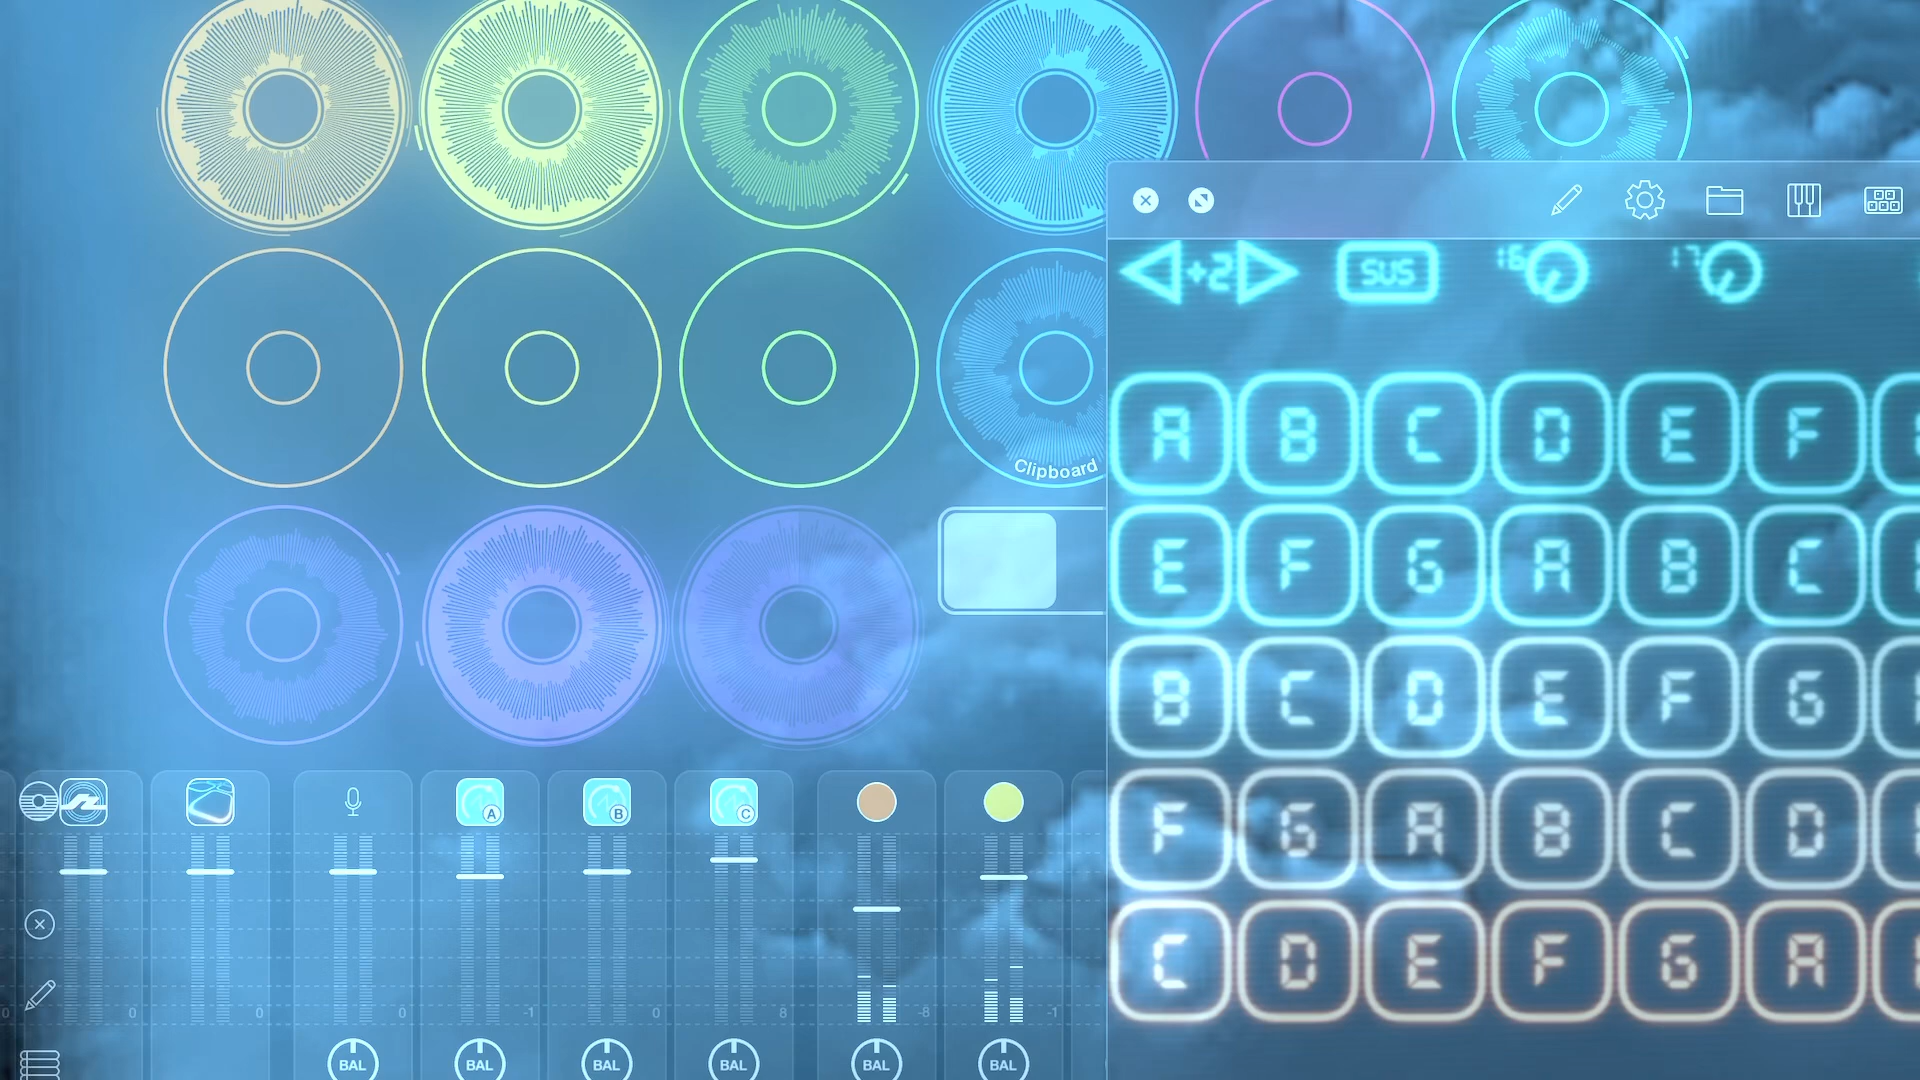 +2 SUS 16 17
A B C D E F
Clipboard
E F G A B C
B C D E F G
A B C
F G A B C D
C D E F G A
0 0 0 0 -1 0 8 -8 -1
BAL BAL BAL BAL BAL BAL